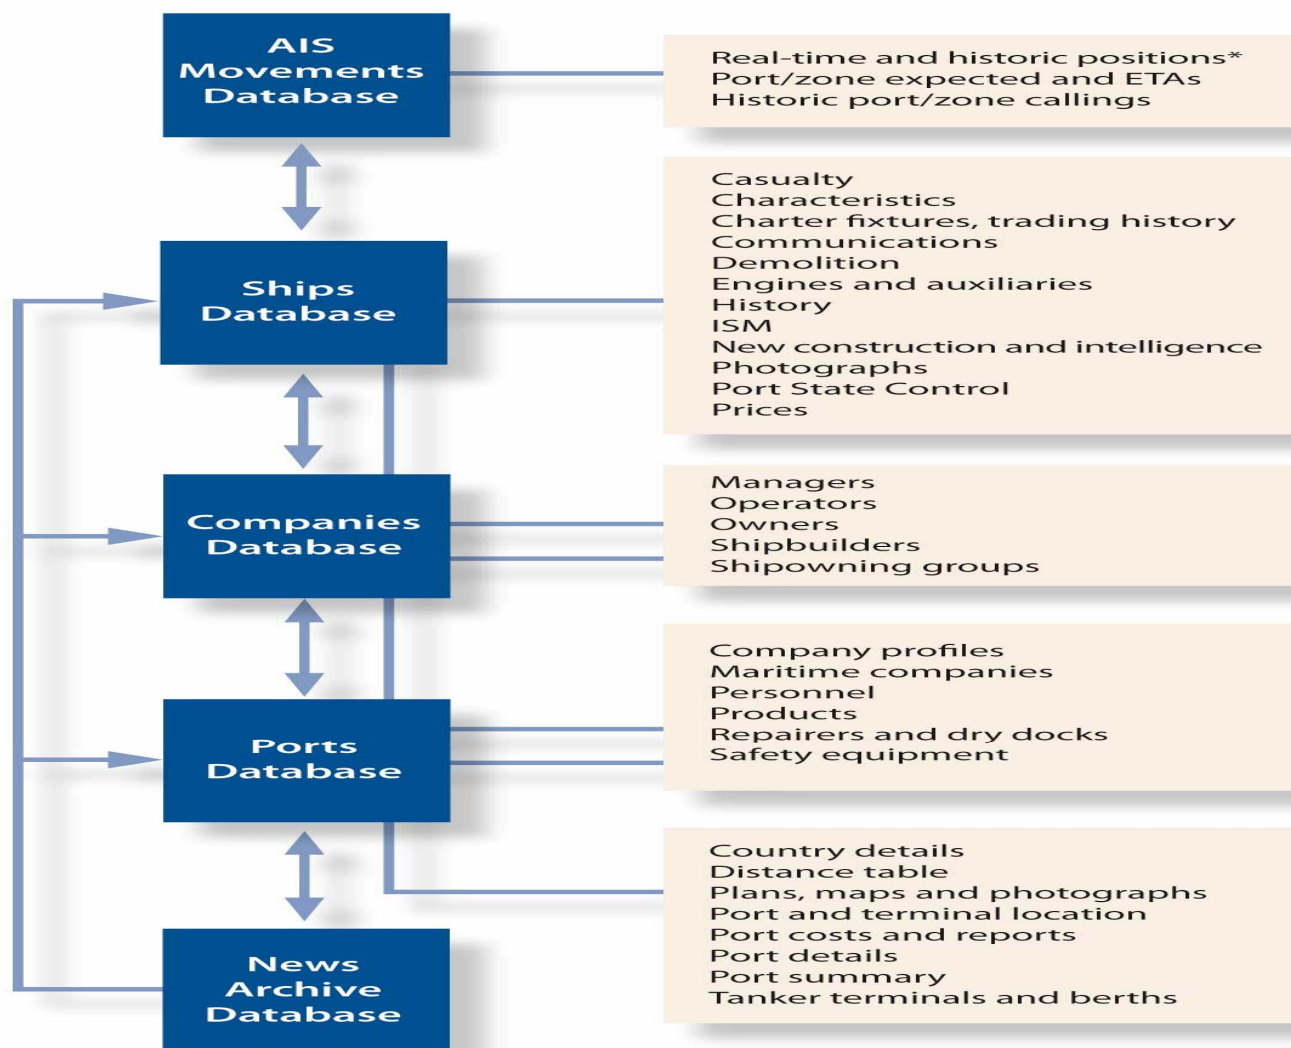 AIS
Movements
Database
Real-time and historic positions*
Port/zone expected and ETAs
Historic port/zone callings
Ships
Database
Casualty
Characteristics
Charter fixtures, trading history
Communications
Demolition
Engines and auxiliaries
History
ISM
New construction and intelligence
Photographs
Port State Control
Prices
Companies
Database
Managers
Operators
Owners
Shipbuilders
Shipowning groups
Ports
Database
Company profiles
Maritime companies
Personnel
Products
Repairers and dry docks
Safety equipment
News
Archive
Database
Country details
Distance table
Plans, maps and photographs
Port and terminal location
Port costs and reports
Port details
Port summary
Tanker terminals and berths